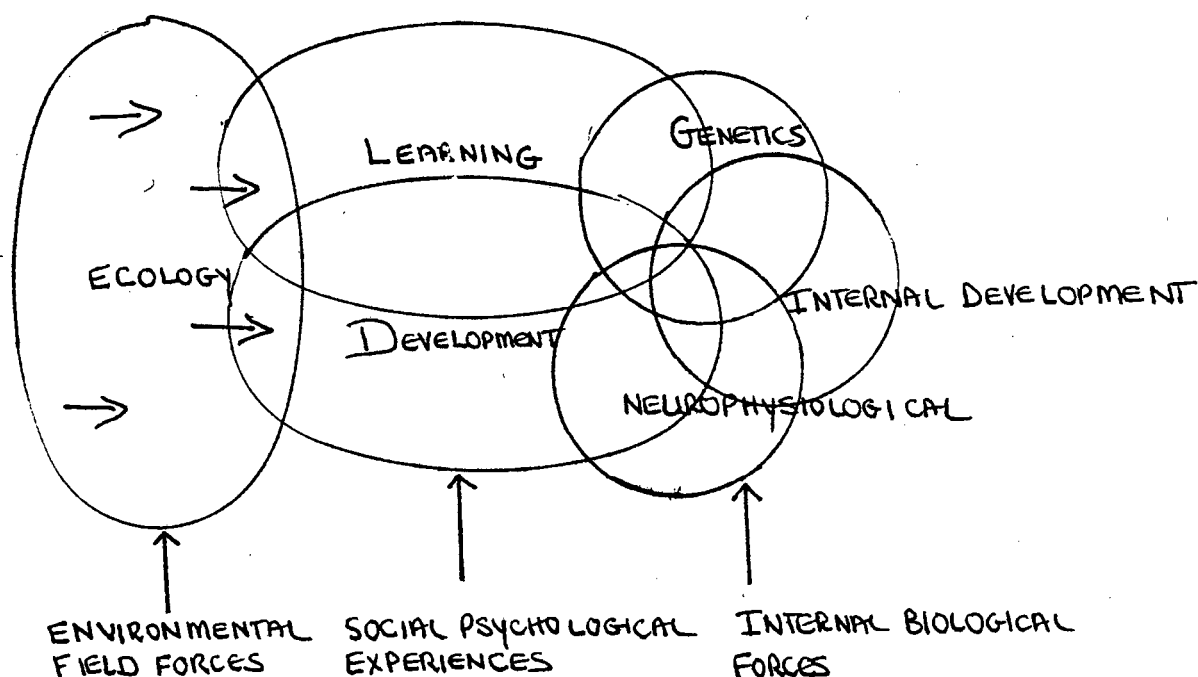 LEARNING
GENETICS
ECOLOGY
INTERNAL DEVELOPMENT
DEVELOPMENT
NEUROPHYSIOLOGICAL
ENVIRONMENTAL
FIELD FORCES
SOCIAL PSYCHOLOGICAL
EXPERIENCES
INTERNAL BIOLOGICAL
FORCES